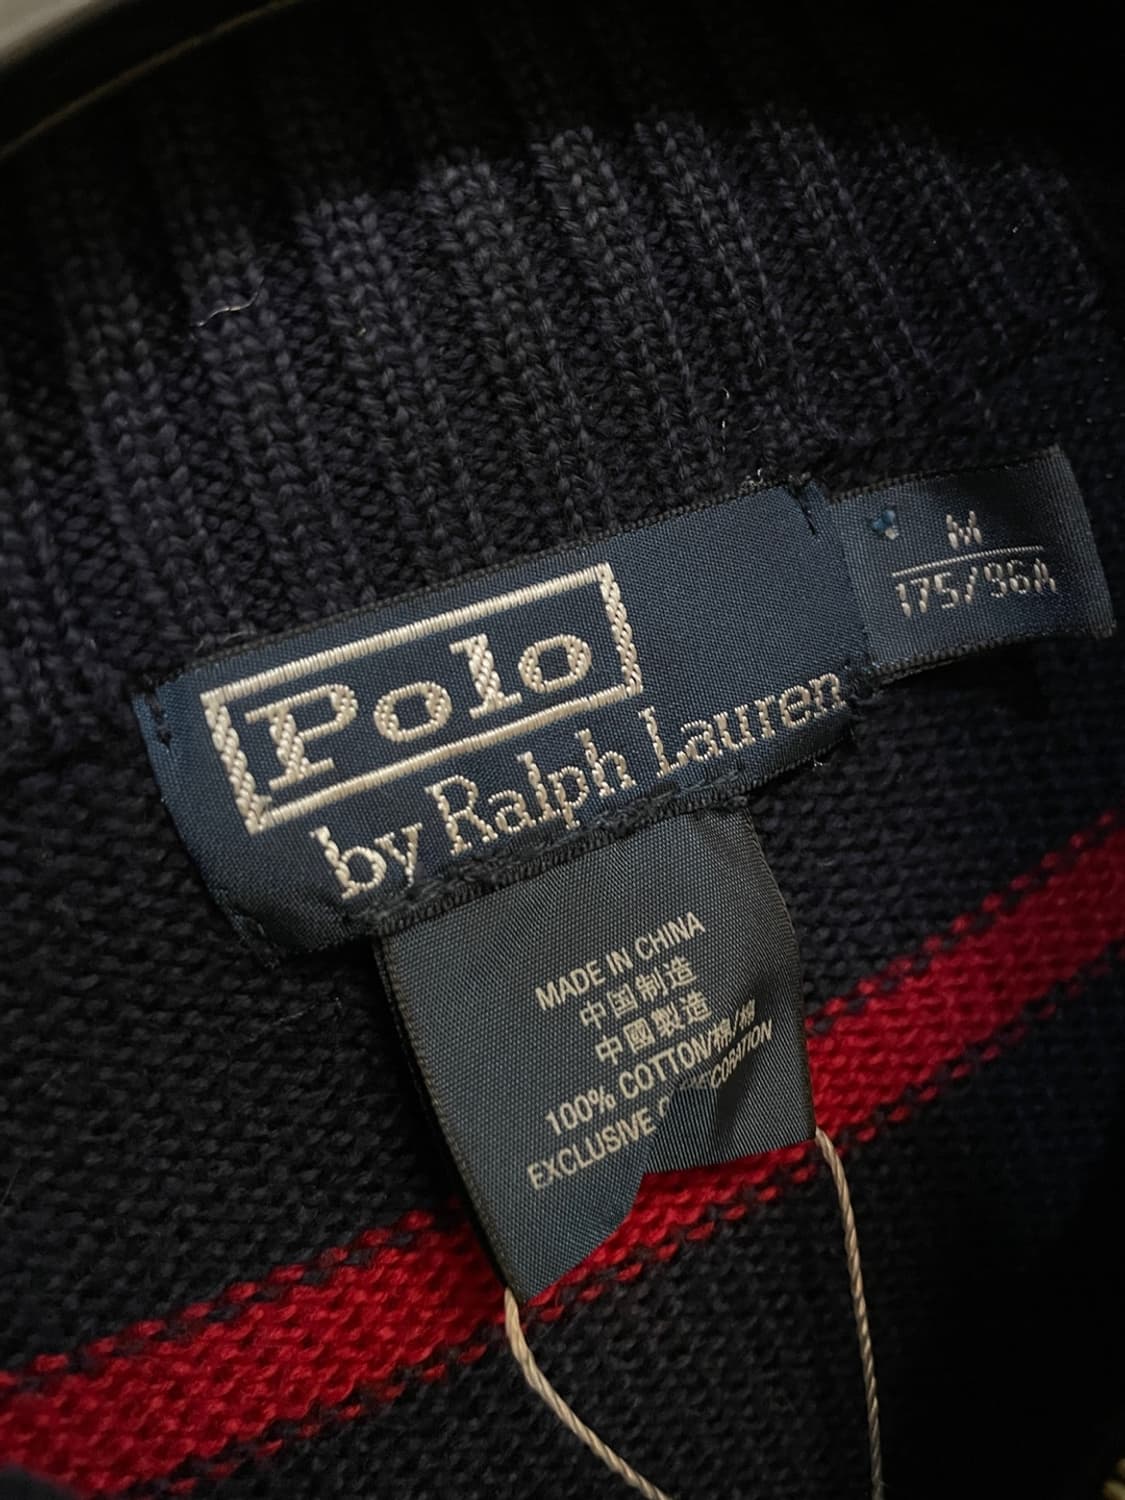 Polo
by Ralph Lauren
M
175/96A
MADE IN CHINA
中国制造
中國製造
100% COTTON/棉/棉
EXCLUSIVE